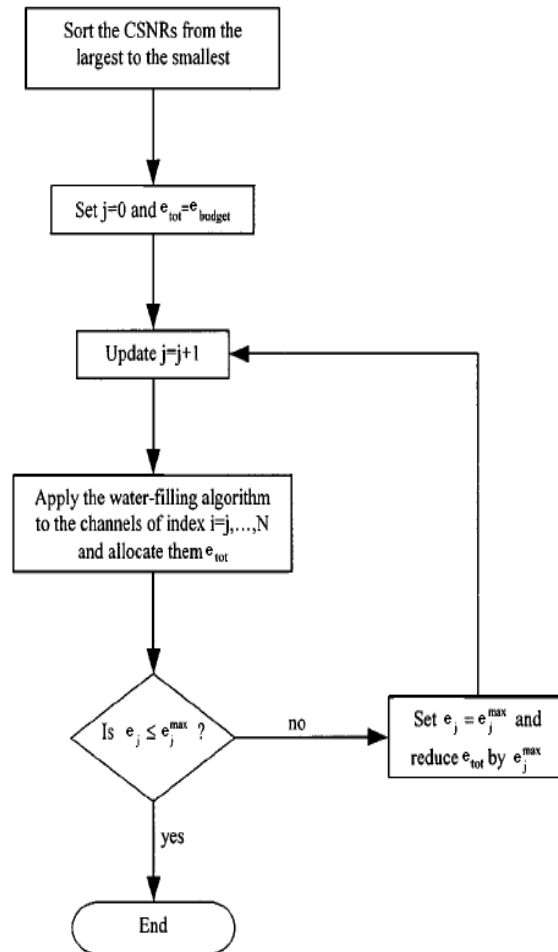 Sort the CSNRs from the
largest to the smallest
Set j=0 and e_tot=e_budget
Update j=j+1
Apply the water-filling algorithm
to the channels of index i=j,...,N
and allocate them e_tot
Is e_j ≤ e_j^max ?
no
Set e_j = e_j^max and
reduce e_tot by e_j^max
yes
End